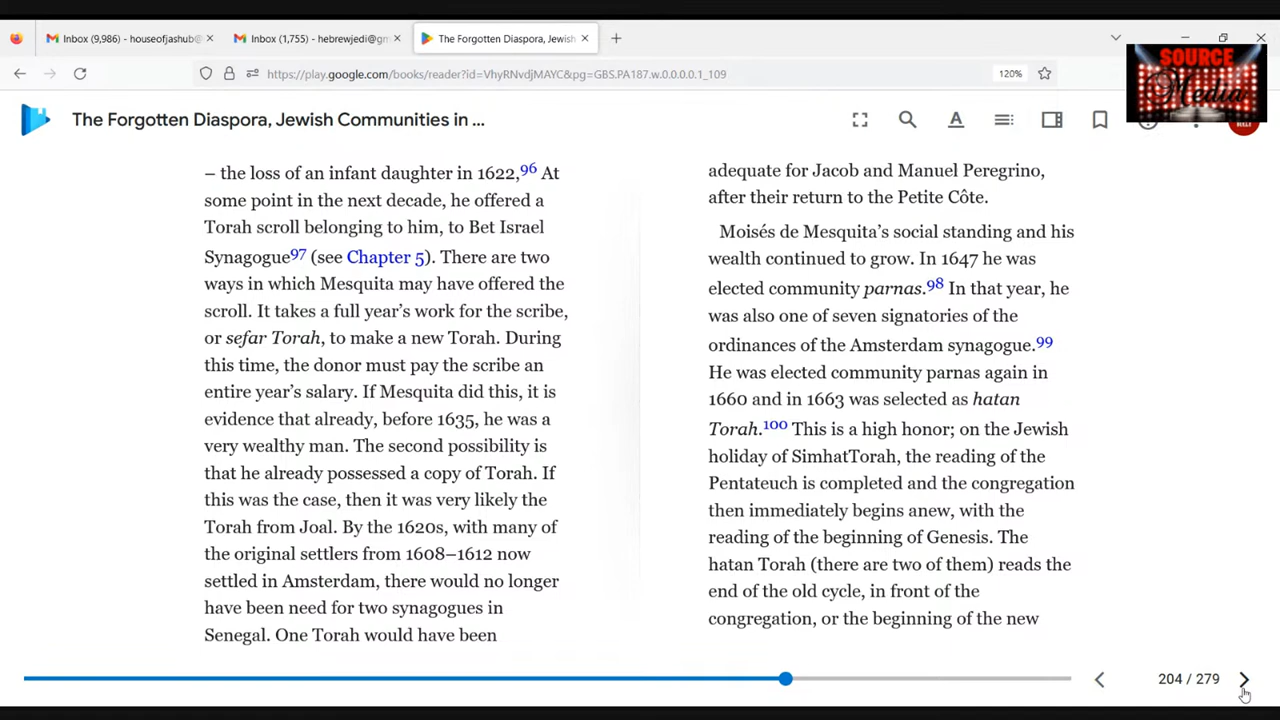 Inbox (9,986) - houseofjashub@
Inbox (1,755) - hebrewjedi@gm
The Forgotten Diaspora, Jewish
https://play.google.com/books/reader?id=VhyRNvdjMAYC&pg=GBS.PA187.w.0.0.0.0.1_109
120%
SOURCE
Media
The Forgotten Diaspora, Jewish Communities in ...
– the loss of an infant daughter in 1622,96 At
some point in the next decade, he offered a
Torah scroll belonging to him, to Bet Israel
Synagogue97 (see Chapter 5). There are two
ways in which Mesquita may have offered the
scroll. It takes a full year's work for the scribe,
or sefar Torah, to make a new Torah. During
this time, the donor must pay the scribe an
entire year's salary. If Mesquita did this, it is
evidence that already, before 1635, he was a
very wealthy man. The second possibility is
that he already possessed a copy of Torah. If
this was the case, then it was very likely the
Torah from Joal. By the 1620s, with many of
the original settlers from 1608–1612 now
settled in Amsterdam, there would no longer
have been need for two synagogues in
Senegal. One Torah would have been
adequate for Jacob and Manuel Peregrino,
after their return to the Petite Côte.
Moisés de Mesquita's social standing and his
wealth continued to grow. In 1647 he was
elected community parnas.98 In that year, he
was also one of seven signatories of the
ordinances of the Amsterdam synagogue.99
He was elected community parnas again in
1660 and in 1663 was selected as hatan
Torah.100 This is a high honor; on the Jewish
holiday of SimhatTorah, the reading of the
Pentateuch is completed and the congregation
then immediately begins anew, with the
reading of the beginning of Genesis. The
hatan Torah (there are two of them) reads the
end of the old cycle, in front of the
congregation, or the beginning of the new
204 / 279